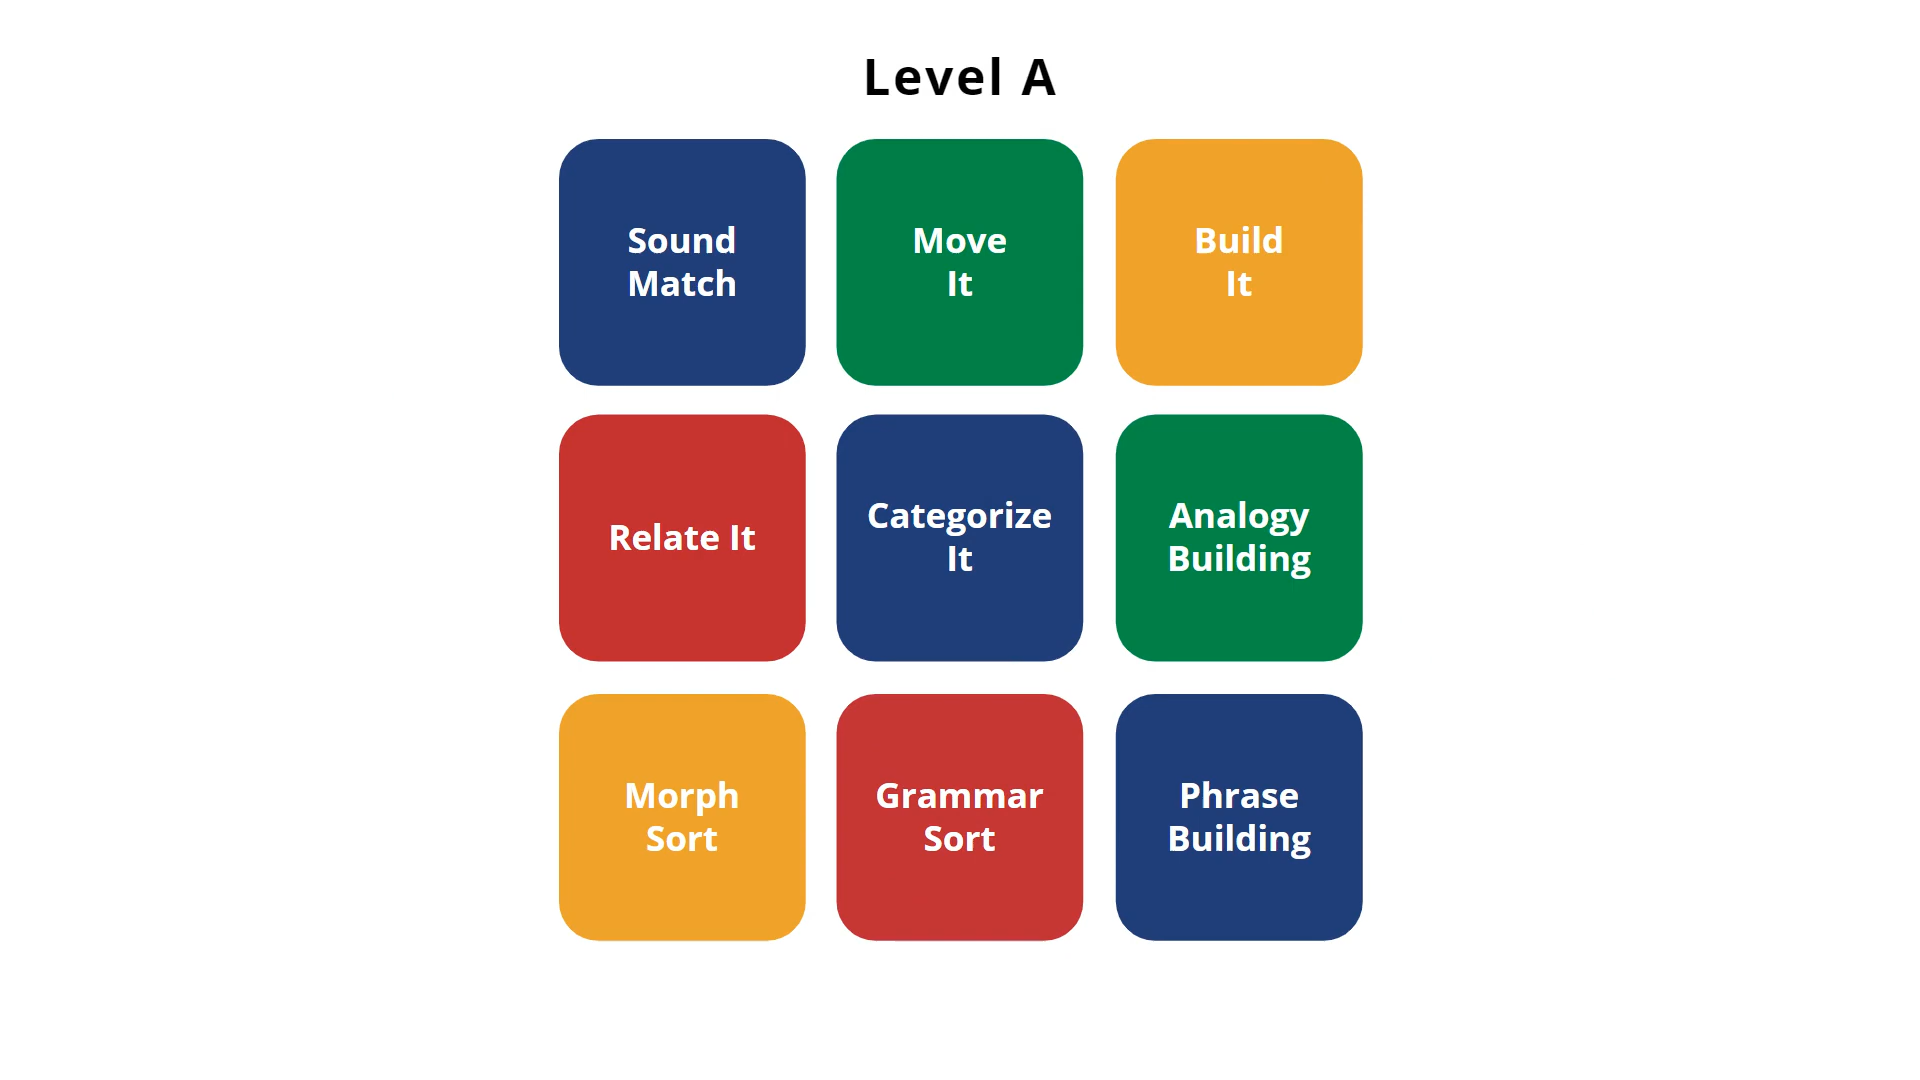 Level A
Sound
Match
Move
It
Build
It
Relate It
Categorize
It
Analogy
Building
Morph
Sort
Grammar
Sort
Phrase
Building